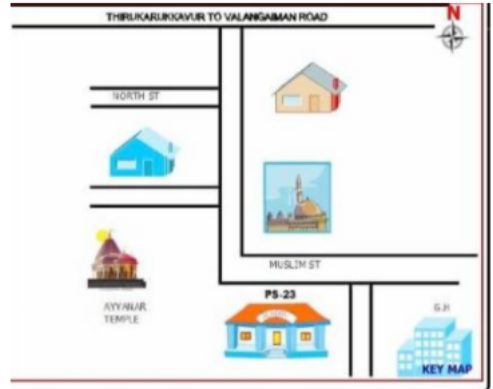 THIRUKARUKKAVUR TO VALANGAIMAN ROAD
N
NORTH ST
MUSLIM ST
AYYANAR
TEMPLE
PS-23
G.H
KEY MAP